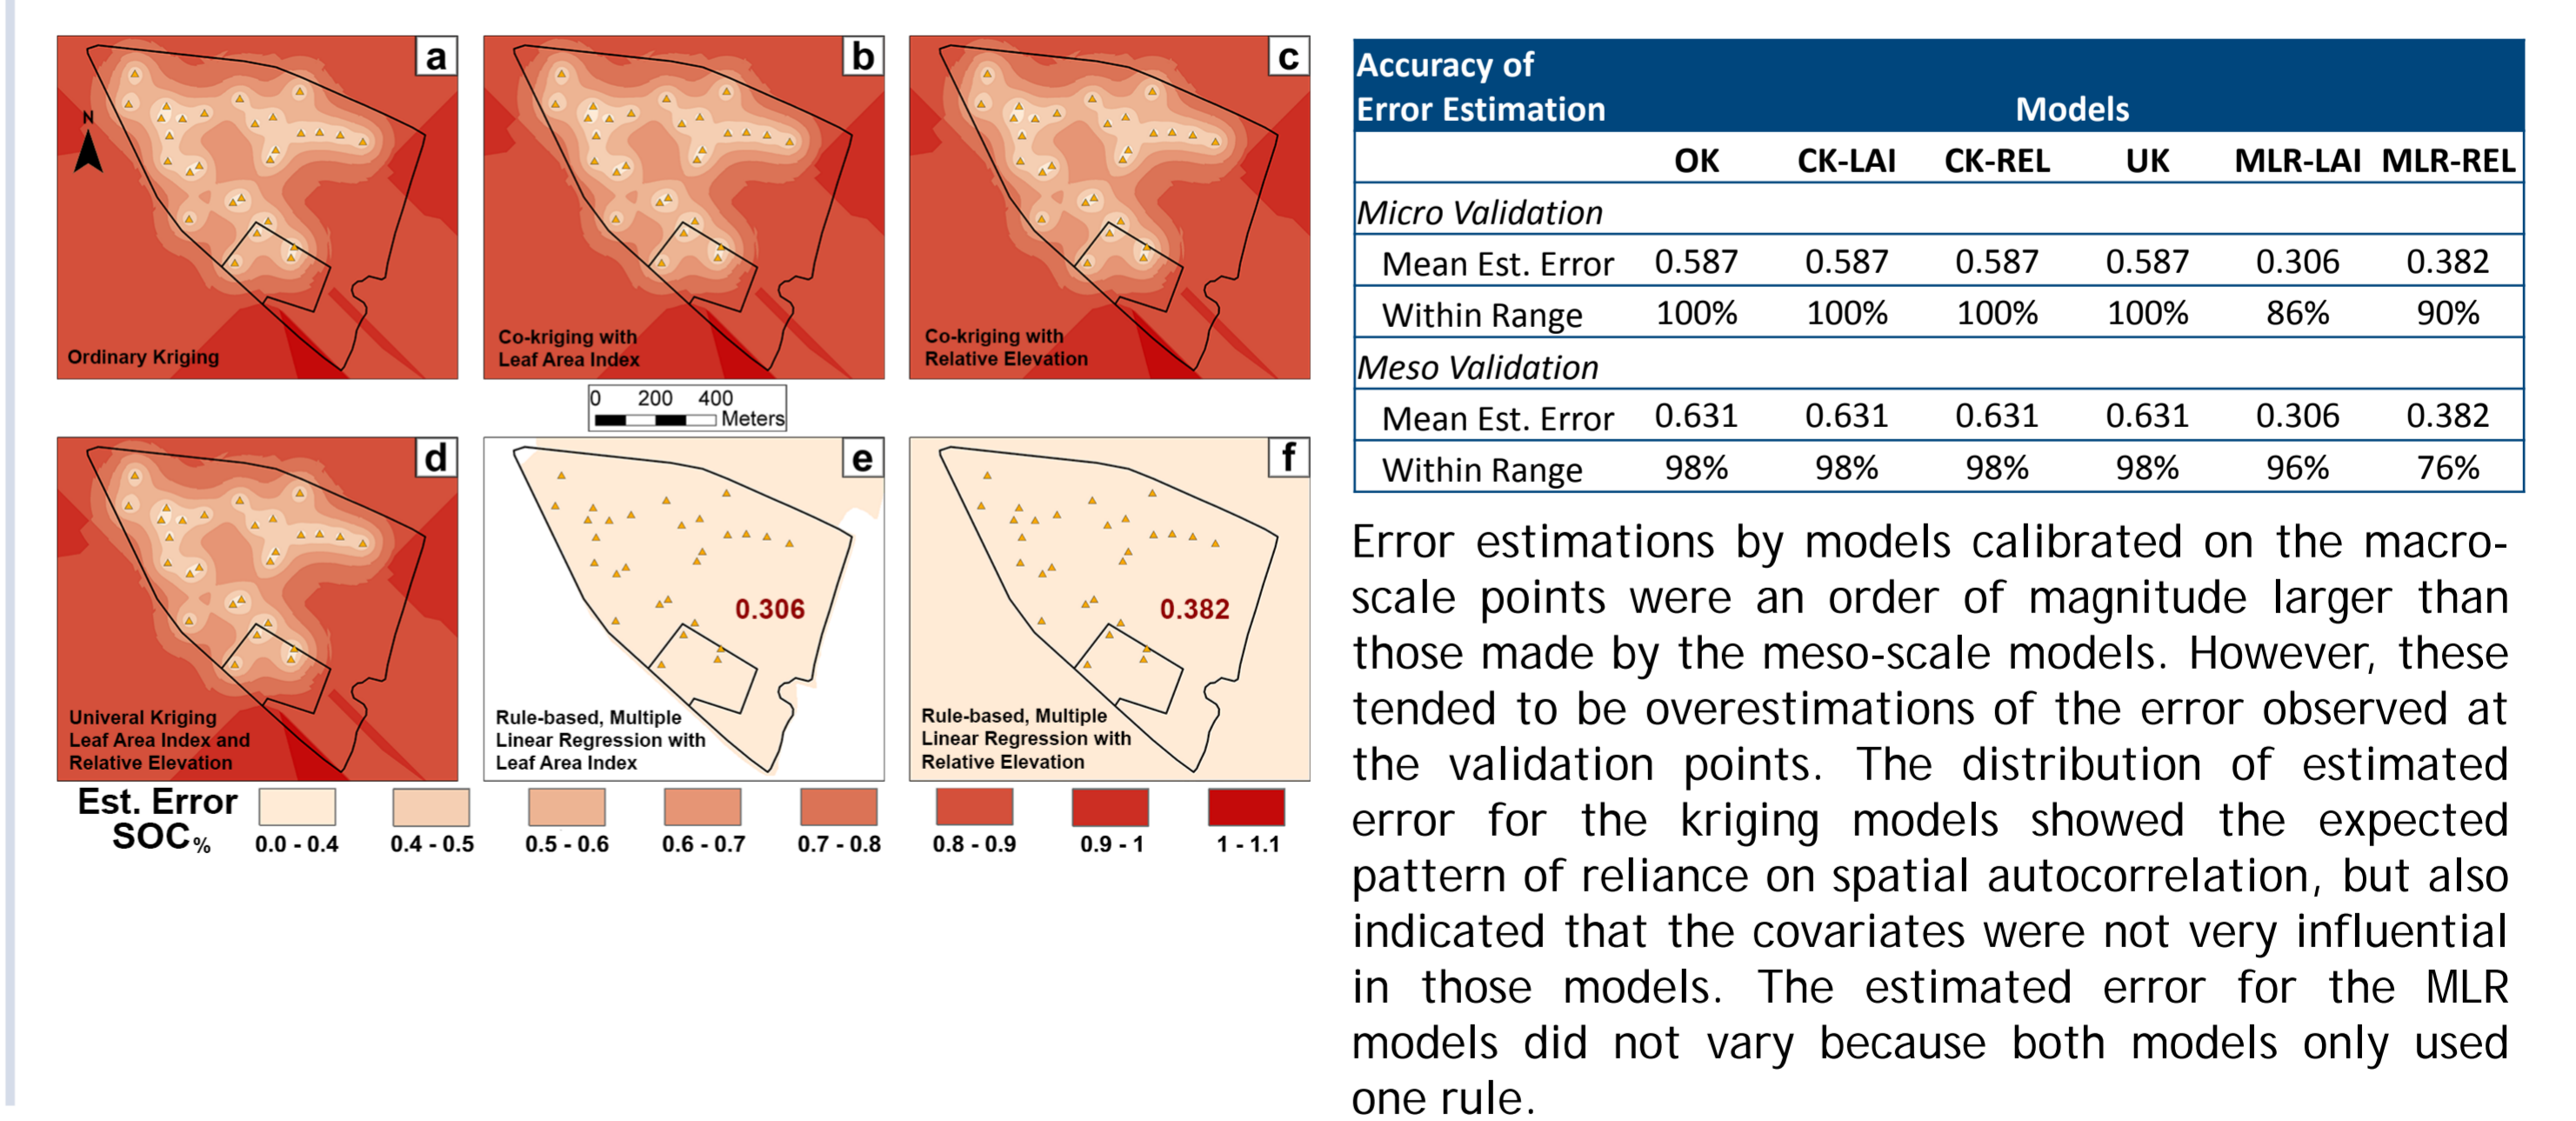 a
N
Ordinary Kriging
b
Co-kriging with
Leaf Area Index
c
Co-kriging with
Relative Elevation
0 200 400
Meters
d
Univeral Kriging
Leaf Area Index and
Relative Elevation
e
0.306
Rule-based, Multiple
Linear Regression with
Leaf Area Index
f
0.382
Rule-based, Multiple
Linear Regression with
Relative Elevation
Est. Error
SOC%
0.0 - 0.4 0.4 - 0.5 0.5 - 0.6 0.6 - 0.7 0.7 - 0.8 0.8 - 0.9 0.9 - 1 1 - 1.1
Accuracy of
Error Estimation Models
OK CK-LAI CK-REL UK MLR-LAI MLR-REL
Micro Validation
Mean Est. Error 0.587 0.587 0.587 0.587 0.306 0.382
Within Range 100% 100% 100% 100% 86% 90%
Meso Validation
Mean Est. Error 0.631 0.631 0.631 0.631 0.306 0.382
Within Range 98% 98% 98% 98% 96% 76%
Error estimations by models calibrated on the macro-
scale points were an order of magnitude larger than
those made by the meso-scale models. However, these
tended to be overestimations of the error observed at
the validation points. The distribution of estimated
error for the kriging models showed the expected
pattern of reliance on spatial autocorrelation, but also
indicated that the covariates were not very influential
in those models. The estimated error for the MLR
models did not vary because both models only used
one rule.